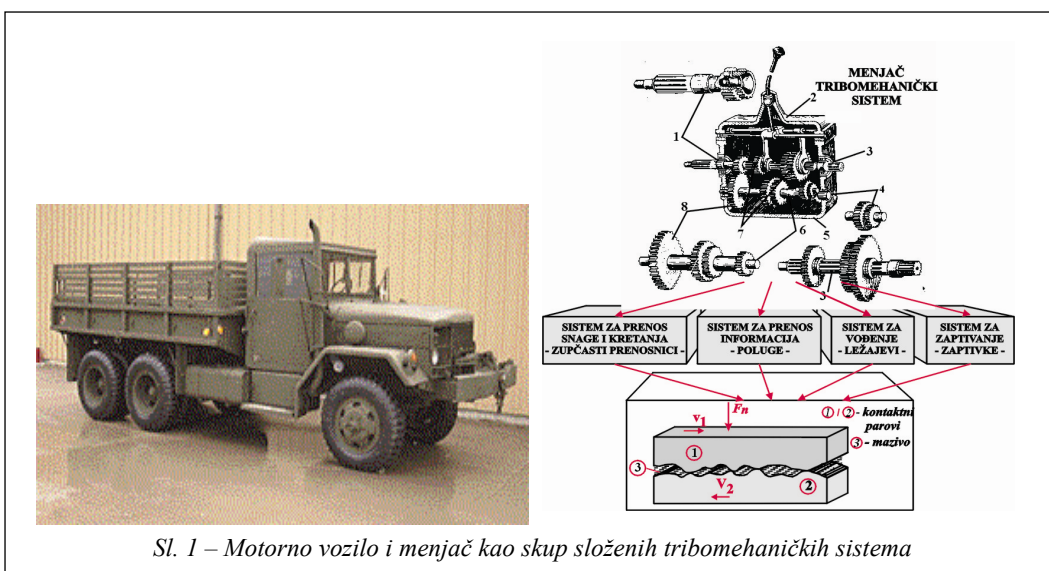 MENJAČ
TRIBOMEHANIČKI
SISTEM
2
1
3
4
8
7
6
5
3
SISTEM ZA PRENOS
SNAGE I KRETANJA
- ZUPČASTI PRENOSNICI -
SISTEM ZA PRENOS
INFORMACIJA
- POLUGE -
SISTEM ZA
VOĐENJE
- LEŽAJEVI -
SISTEM ZA
ZAPTIVANJE
- ZAPTIVKE -
Fn
v1
1 / 2 - kontaktni
parovi
3 - mazivo
1
3
V2
2
Sl. 1 – Motorno vozilo i menjač kao skup složenih tribomehaničkih sistema